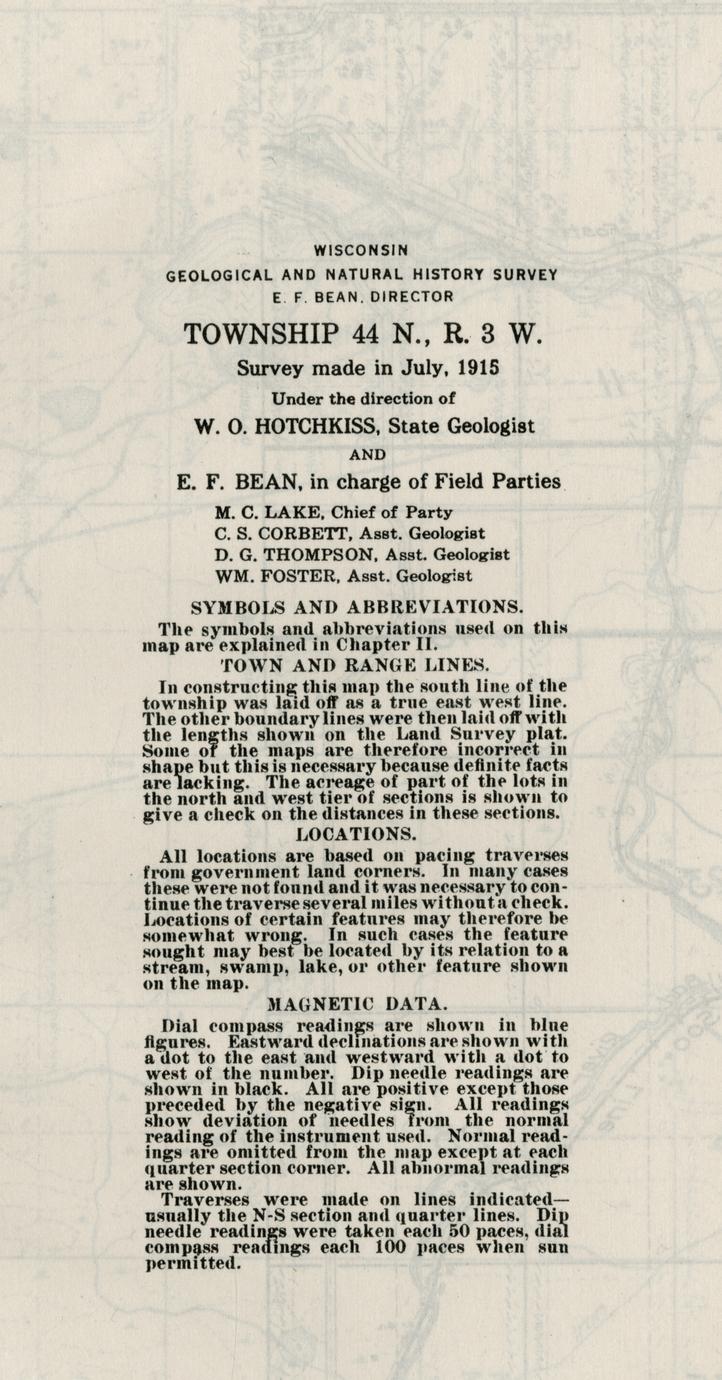 WISCONSIN
GEOLOGICAL AND NATURAL HISTORY SURVEY
E. F. BEAN, DIRECTOR
TOWNSHIP 44 N., R. 3 W.
Survey made in July, 1915
Under the direction of
W. O. HOTCHKISS, State Geologist
AND
E. F. BEAN, in charge of Field Parties
M. C. LAKE, Chief of Party
C. S. CORBETT, Asst. Geologist
D. G. THOMPSON, Asst. Geologist
WM. FOSTER, Asst. Geologist
SYMBOLS AND ABBREVIATIONS.
The symbols and abbreviations used on this
map are explained in Chapter II.
TOWN AND RANGE LINES.
In constructing this map the south line of the
township was laid off as a true east west line.
The other boundary lines were then laid off with
the lengths shown on the Land Survey plat.
Some of the maps are therefore incorrect in
shape but this is necessary because definite facts
are lacking. The acreage of part of the lots in
the north and west tier of sections is shown to
give a check on the distances in these sections.
LOCATIONS.
All locations are based on pacing traverses
from government land corners. In many cases
these were not found and it was necessary to con-
tinue the traverse several miles without a check.
Locations of certain features may therefore be
somewhat wrong. In such cases the feature
sought may best be located by its relation to a
stream, swamp, lake, or other feature shown
on the map.
MAGNETIC DATA.
Dial compass readings are shown in blue
figures. Eastward declinations are shown with
a dot to the east and westward with a dot to
west of the number. Dip needle readings are
shown in black. All are positive except those
preceded by the negative sign. All readings
show deviation of needles from the normal
reading of the instrument used. Normal read-
ings are omitted from the map except at each
quarter section corner. All abnormal readings
are shown.
Traverses were made on lines indicated—
usually the N-S section and quarter lines. Dip
needle readings were taken each 50 paces, dial
compass readings each 100 paces when sun
permitted.